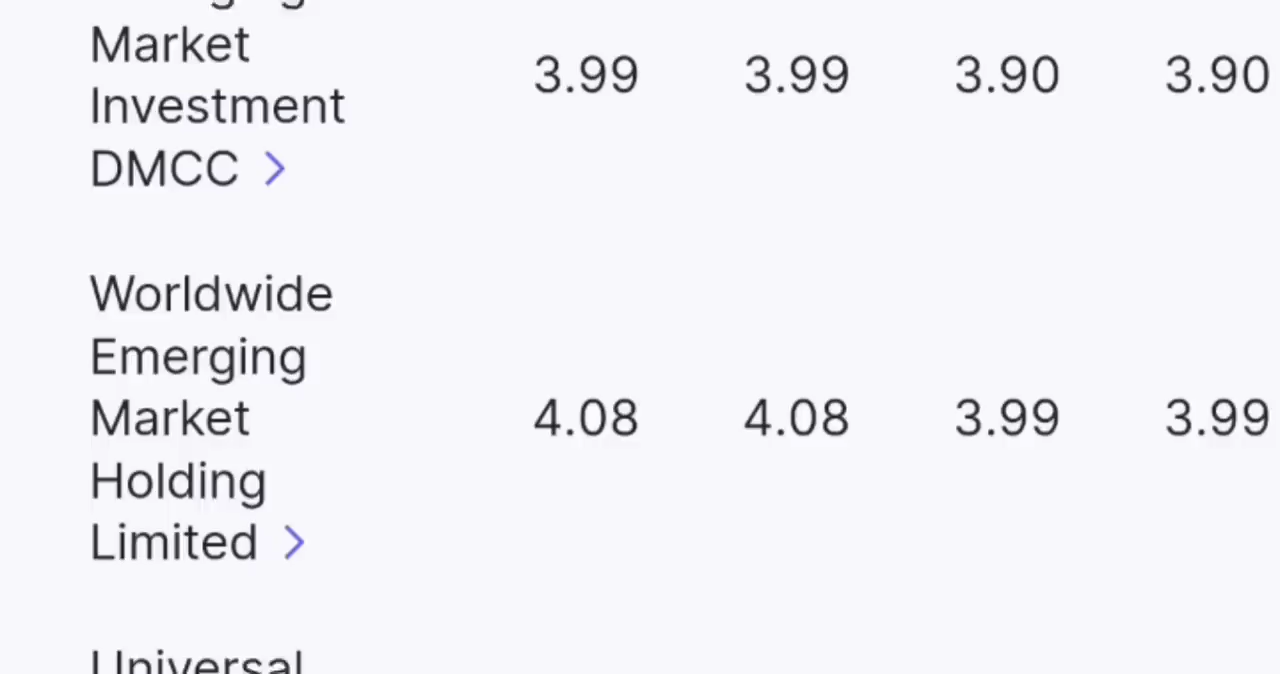 Market
Investment
DMCC
3.99 3.99 3.90 3.90
Worldwide
Emerging
Market
Holding
Limited
4.08 4.08 3.99 3.99
Universal